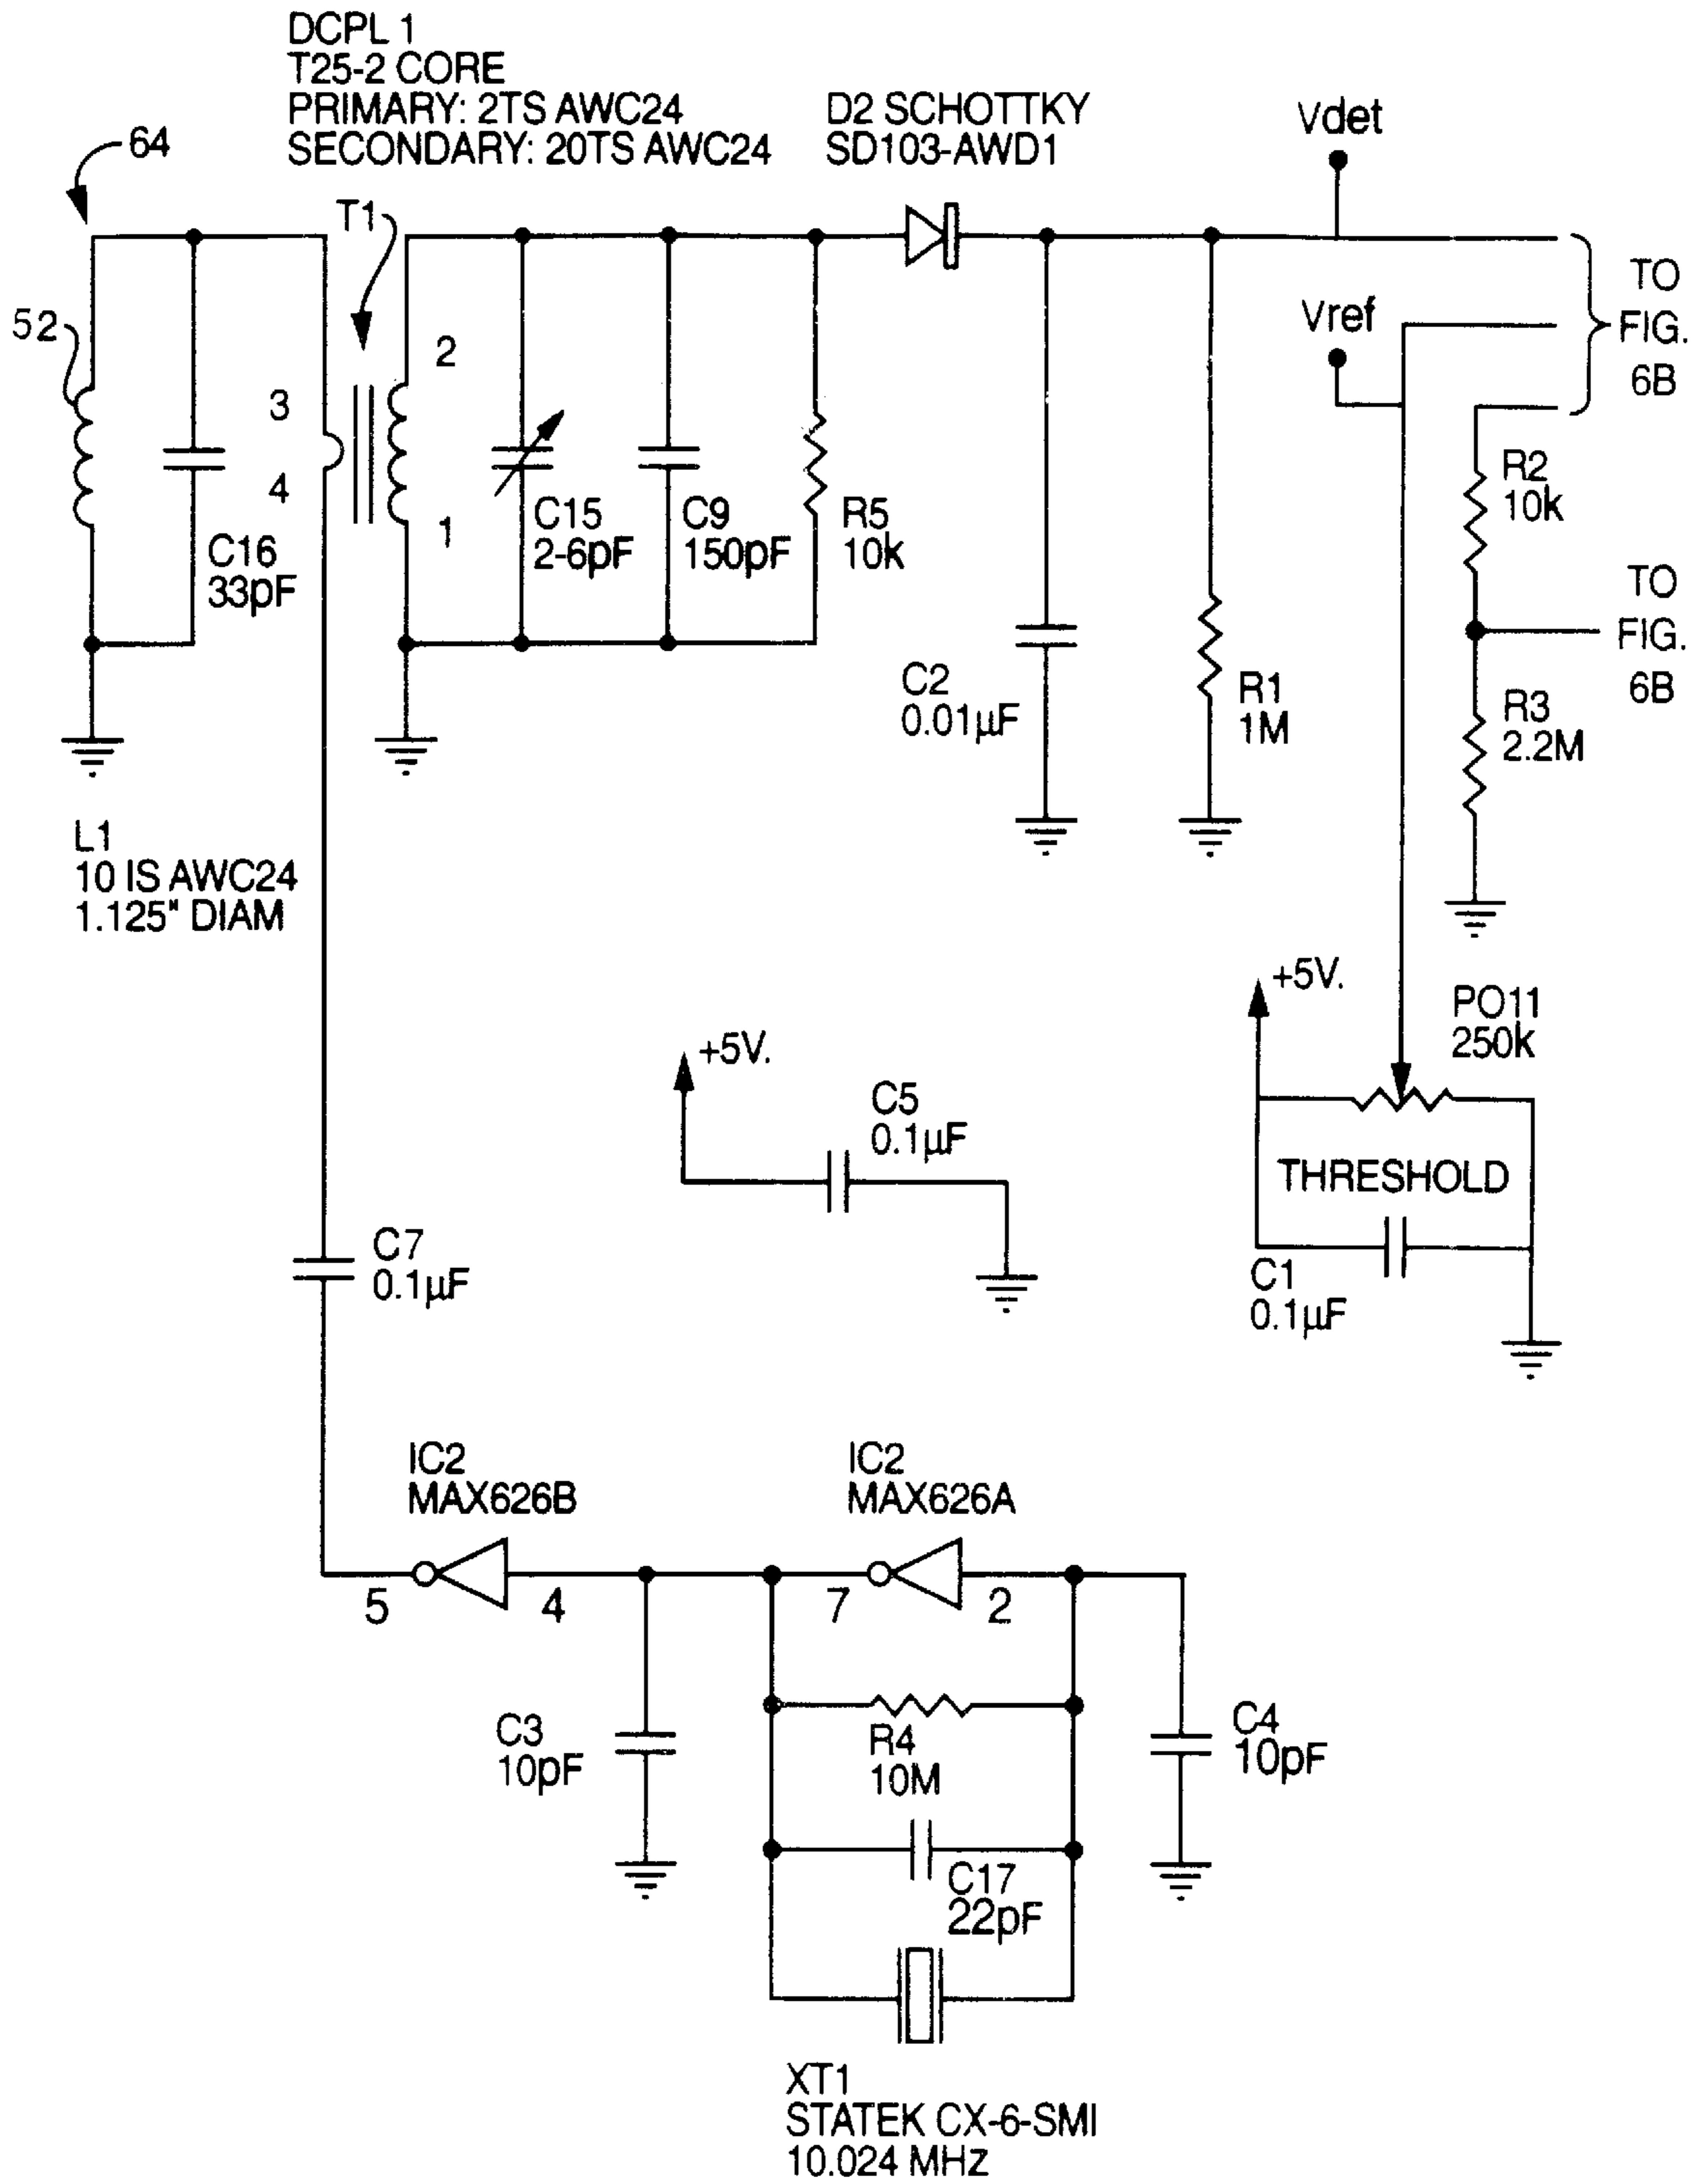 DCPL 1
T25-2 CORE
PRIMARY: 2TS AWC24
SECONDARY: 20TS AWC24
D2 SCHOTTKY
SD103-AWD1
Vdet
64
T1
52
Vref
TO
FIG.
6B
3
4
2
1
C16
33pF
C15
2-6pF
C9
150pF
R5
10k
R2
10k
TO
FIG.
6B
C2
0.01µF
R1
1M
R3
2.2M
L1
10 IS AWC24
1.125" DIAM
+5V.
PO11
250k
+5V.
C5
0.1µF
THRESHOLD
C7
0.1µF
C1
0.1µF
IC2
MAX626B
IC2
MAX626A
5
4
7
2
C3
10pF
R4
10M
C4
10pF
C17
22pF
XT1
STATEK CX-6-SMI
10.024 MHz